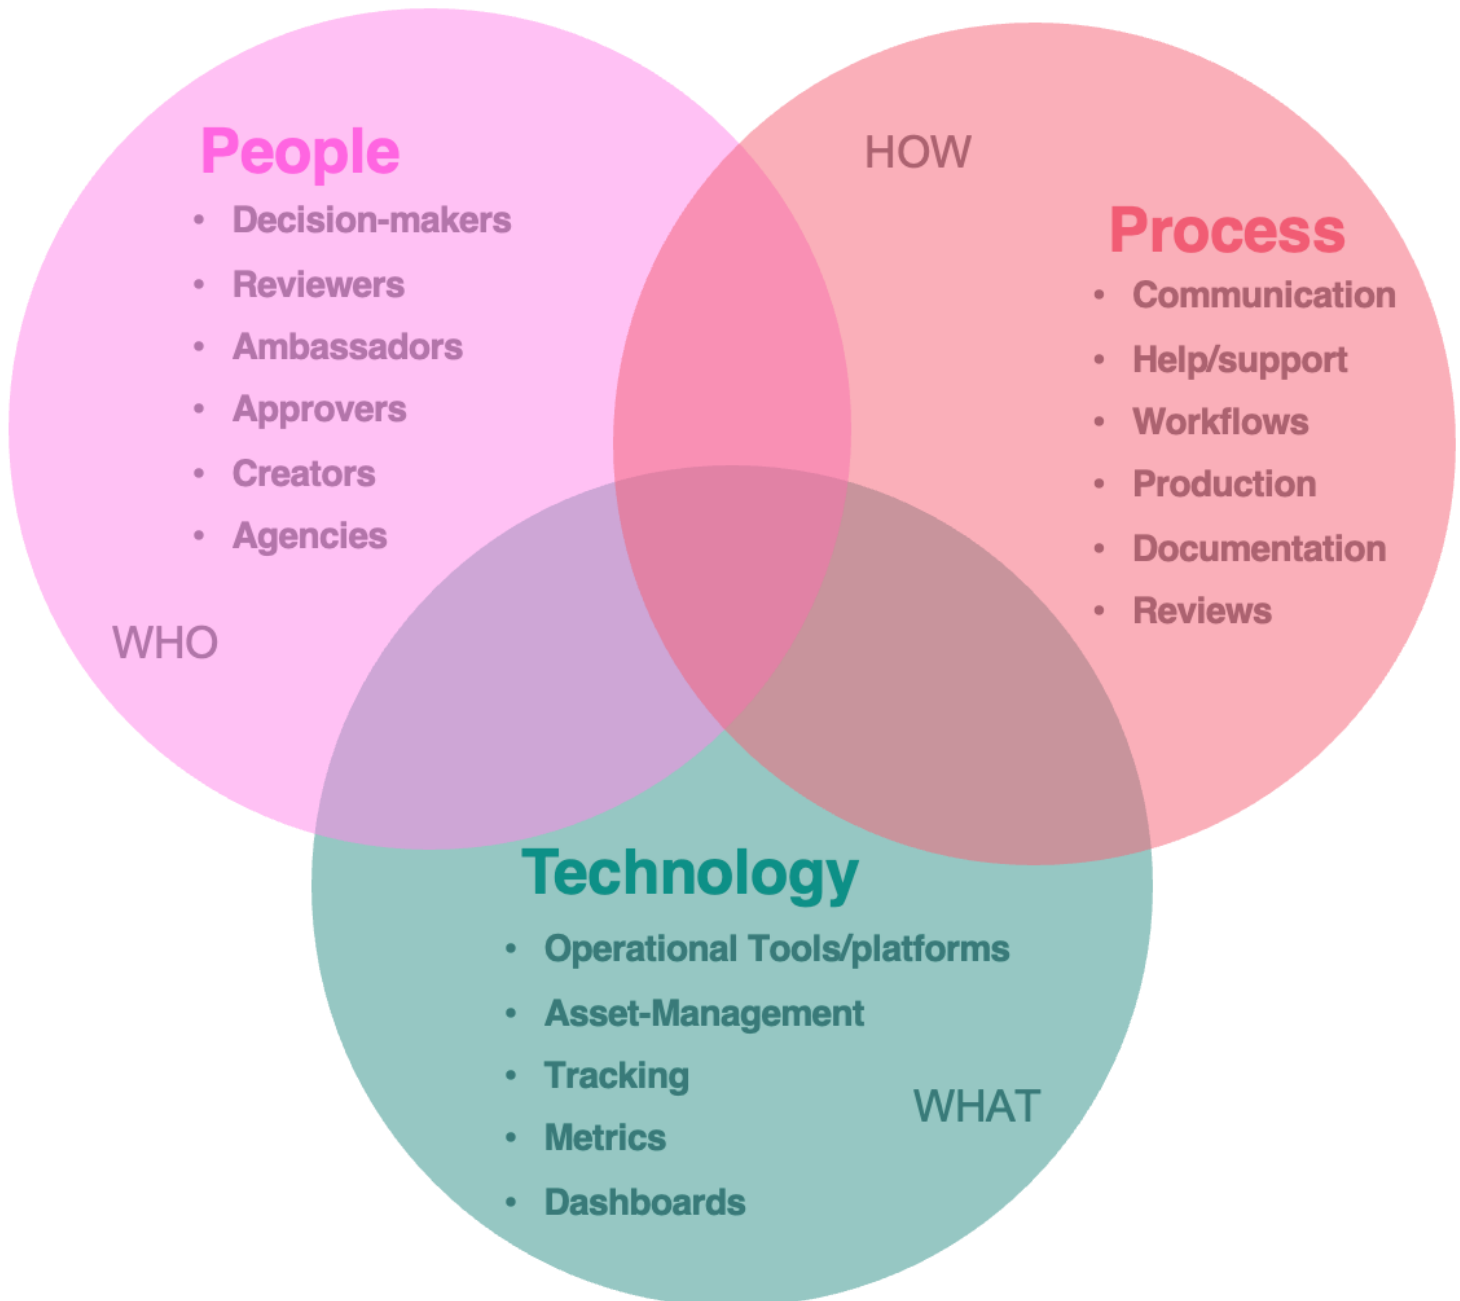 People
• Decision-makers
• Reviewers
• Ambassadors
• Approvers
• Creators
• Agencies
WHO
HOW
Process
• Communication
• Help/support
• Workflows
• Production
• Documentation
• Reviews
Technology
• Operational Tools/platforms
• Asset-Management
• Tracking
• Metrics
• Dashboards
WHAT